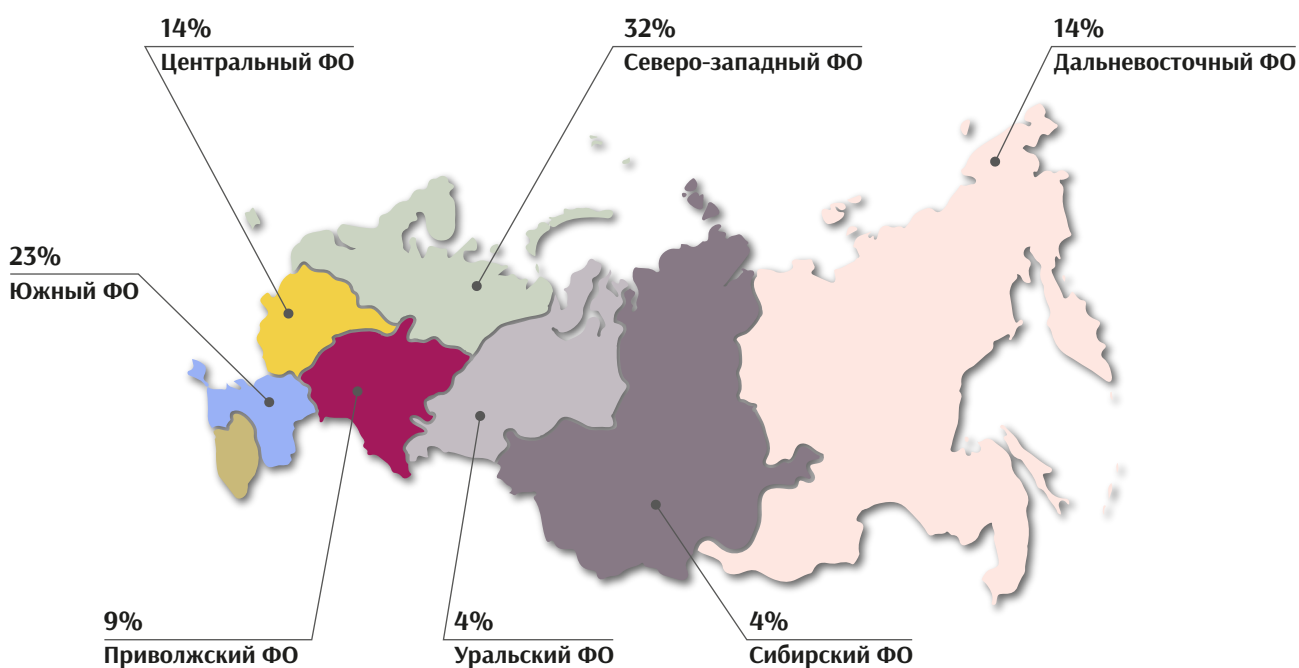 14%
Центральный ФО
32%
Северо-западный ФО
14%
Дальневосточный ФО
23%
Южный ФО
9%
Приволжский ФО
4%
Уральский ФО
4%
Сибирский ФО